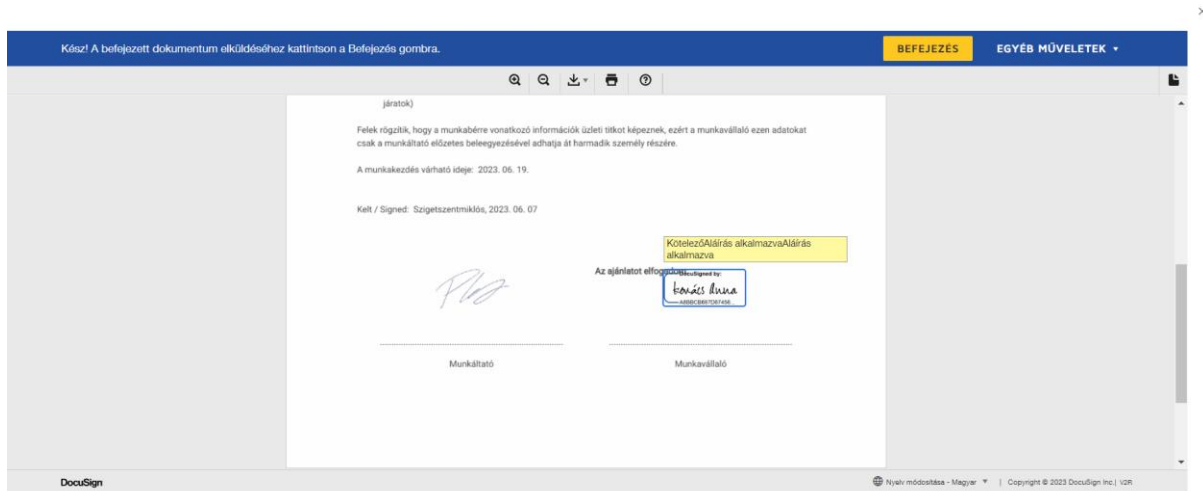 Kész! A befejezett dokumentum elküldéséhez kattintson a Befejezés gombra.
BEFEJEZÉS
EGYÉB MŰVELETEK
járatok)
Felek rögzítik, hogy a munkabérre vonatkozó információk üzleti titkot képeznek, ezért a munkavállaló ezen adatokat
csak a munkáltató előzetes beleegyezésével adhatja át harmadik személy részére.
A munkakezdés várható ideje: 2023. 06. 19.
Kelt / Signed: Szigetszentmiklós, 2023. 06. 07
KötelezőAláírás alkalmazvaAláírás
alkalmazva
Az ajánlatot
DocuSigned by:
Kovács Anna
Munkáltató
Munkavállaló
DocuSign
Nyelv módosítása - Magyar
| Copyright © 2023 DocuSign Inc. | V2R